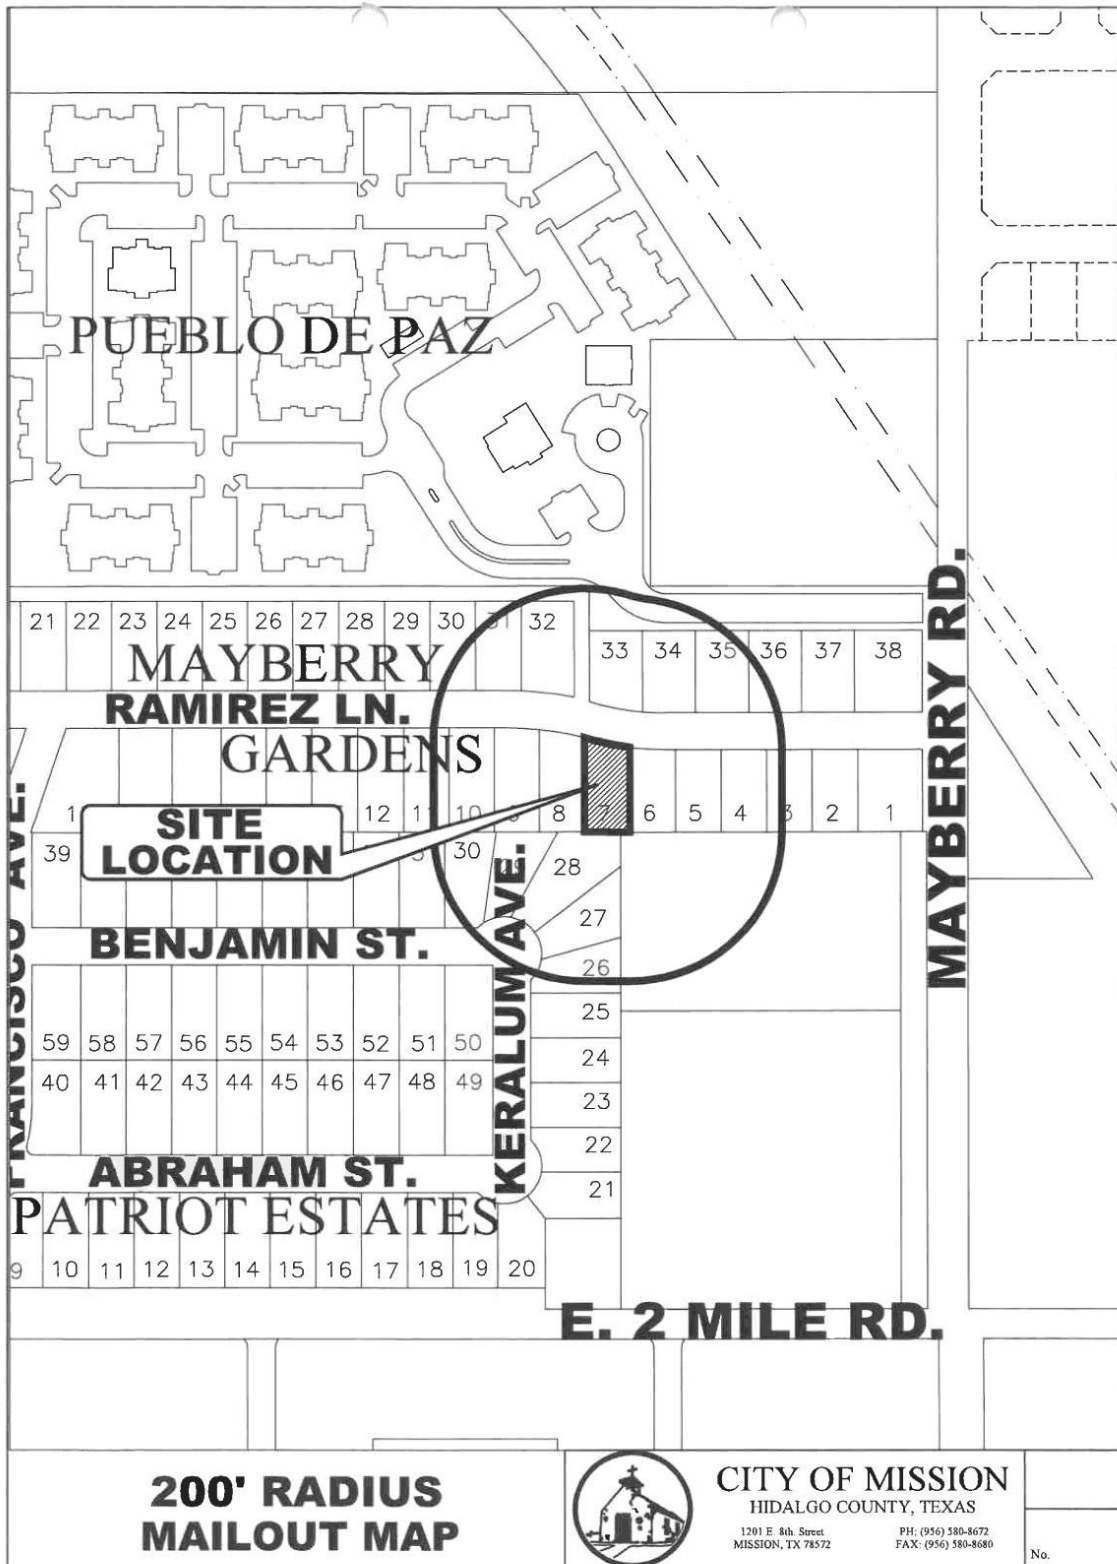 PUEBLO DE PAZ
21 22 23 24 25 26 27 28 29 30 31 32
33 34 35 36 37 38
MAYBERRY
RAMIREZ LN.
GARDENS
MAYBERRY RD.
12 11 10 9 8 7 6 5 4 3 2 1
SITE
LOCATION
39 30 28
27
26
BENJAMIN ST.
FRANCISCO AVE.
KERALUM AVE.
25
24
23
22
21
59 58 57 56 55 54 53 52 51 50
40 41 42 43 44 45 46 47 48 49
ABRAHAM ST.
PATRIOT ESTATES
9 10 11 12 13 14 15 16 17 18 19 20
E. 2 MILE RD.
200' RADIUS
MAILOUT MAP
CITY OF MISSION
HIDALGO COUNTY, TEXAS
1201 E. 8th. Street PH: (956) 580-8672
MISSION, TX 78572 FAX: (956) 580-8680
No.